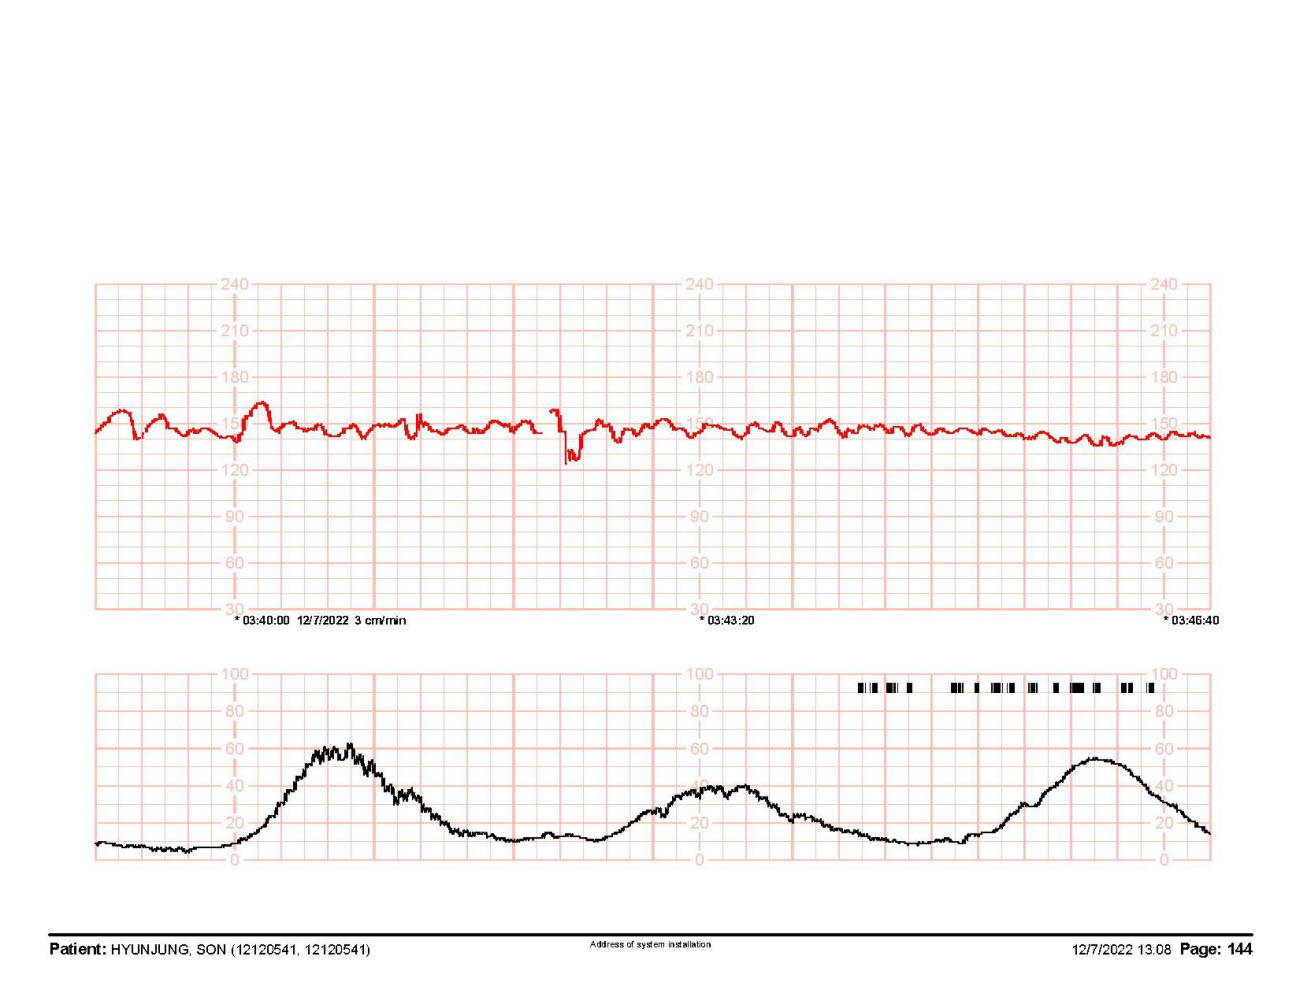 240 240 240
210 210 210
180 180 180
150 150 150
120 120 120
90 90 90
60 60 60
30 30 30
* 03:40:00 12/7/2022 3 cm/min * 03:43:20 * 03:46:40
100 100 100
80 80 80
60 60 60
40 40 40
20 20 20
0 0 0
Patient: HYUNJUNG, SON (12120541, 12120541) Address of system installation 12/7/2022 13:08 Page: 144